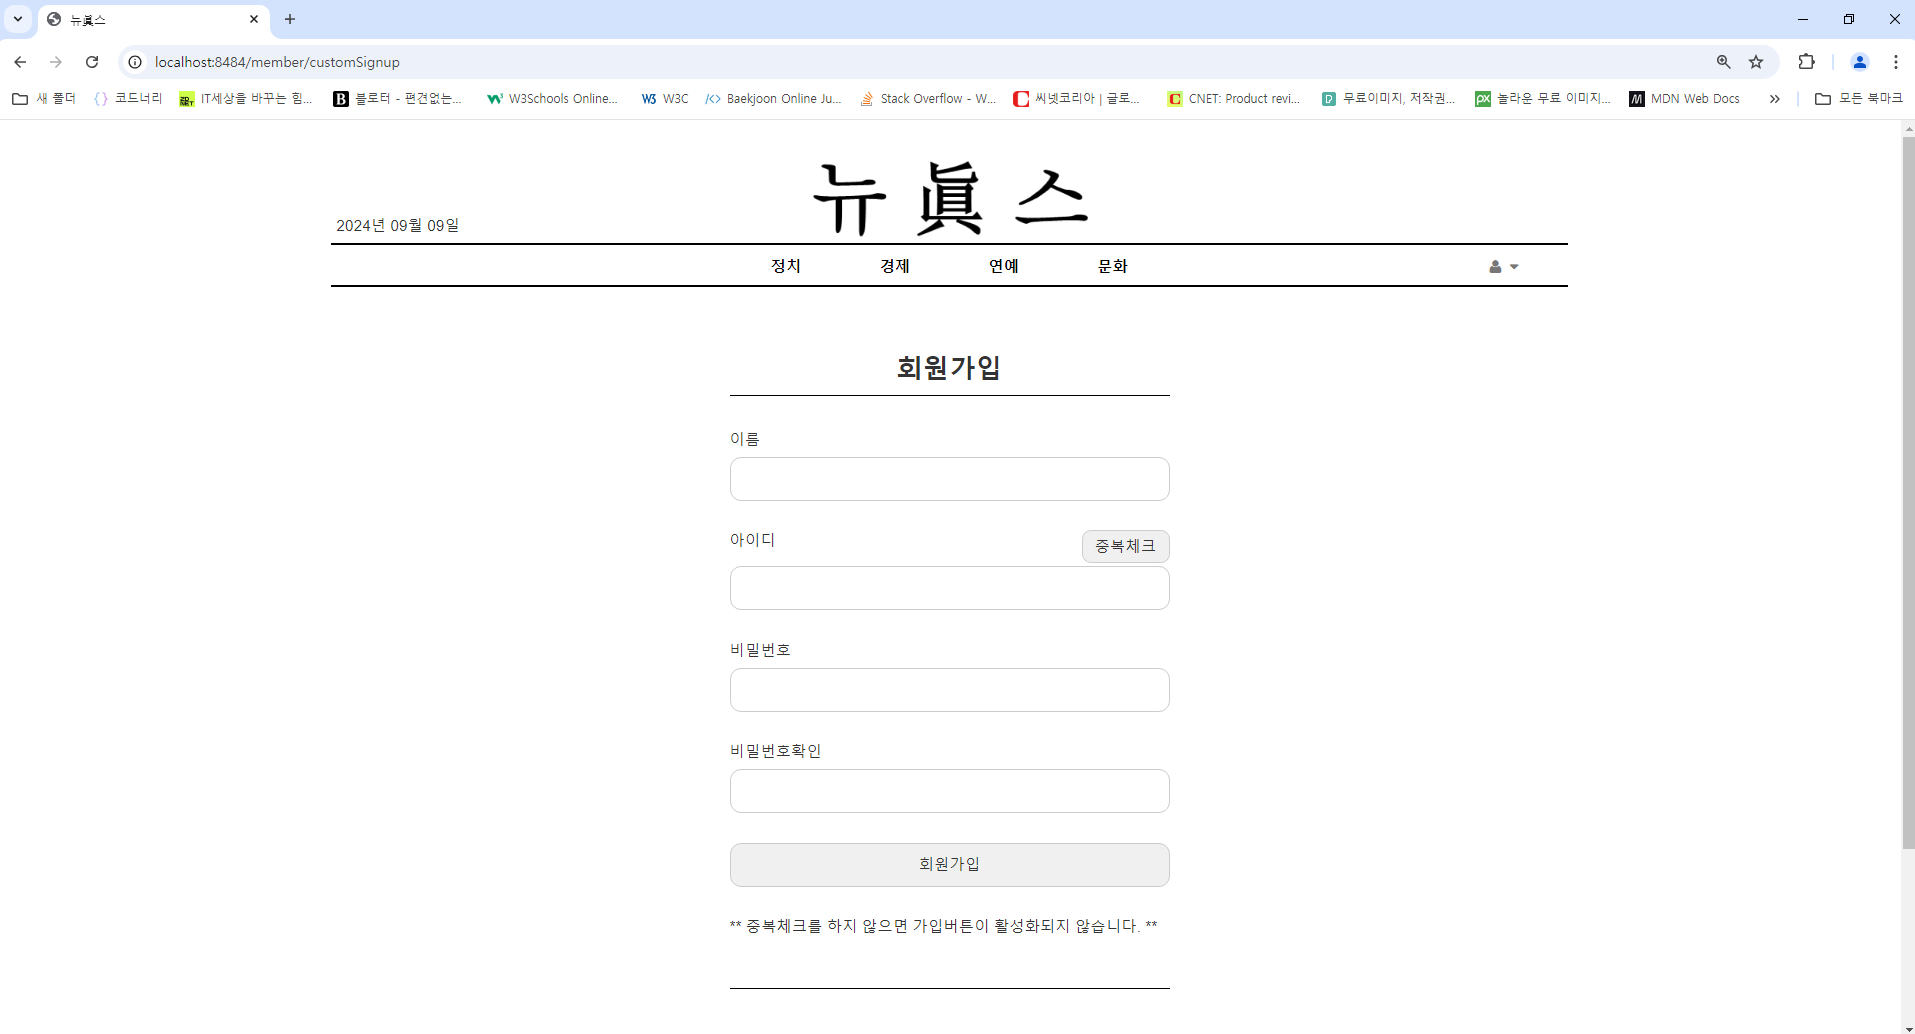 뉴眞스
localhost:8484/member/customSignup
새 폴더
코드너리
IT세상을 바꾸는 힘...
블로터 - 편견없는...
W3Schools Online...
W3C
Baekjoon Online Ju...
Stack Overflow - W...
씨넷코리아 | 글로...
CNET: Product revi...
무료이미지, 저작권...
놀라운 무료 이미지...
MDN Web Docs
모든 북마크
뉴 眞 스
2024년 09월 09일
정치 경제 연예 문화
회원가입
이름
아이디 중복체크
비밀번호
비밀번호확인
회원가입
** 중복체크를 하지 않으면 가입버튼이 활성화되지 않습니다. **